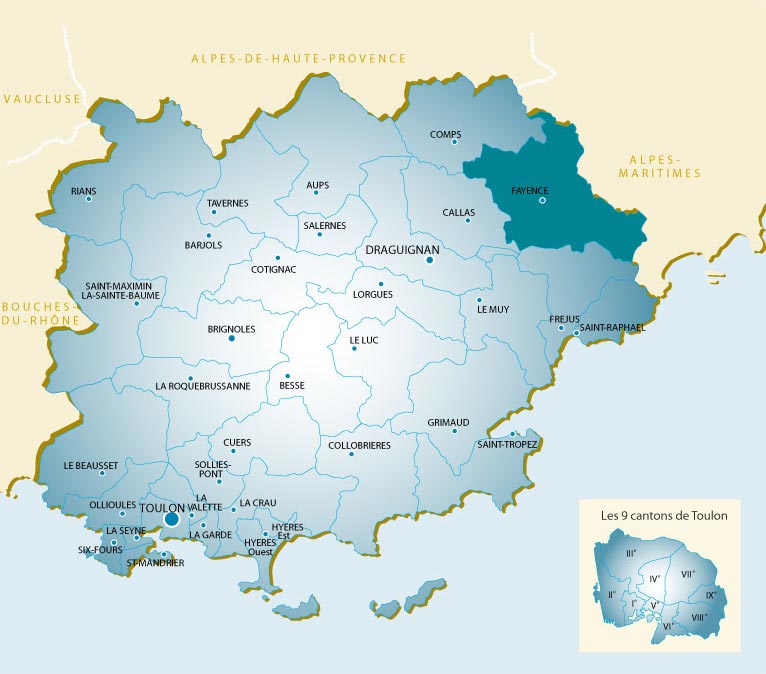 ALPES-DE-HAUTE-PROVENCE
VAUCLUSE
COMPS
ALPES-
MARITIMES
RIANS
AUPS
FAYENCE
TAVERNES
CALLAS
SALERNES
BARJOLS
DRAGUIGNAN
COTIGNAC
SAINT-MAXIMIN
LA-SAINTE-BAUME
LORGUES
BOUCHES-
DU-RHÔNE
LE MUY
FREJUS
SAINT-RAPHAEL
BRIGNOLES
LE LUC
LA ROQUEBRUSSANNE
BESSE
GRIMAUD
SAINT-TROPEZ
CUERS
COLLOBRIERES
LE BEAUSSET
SOLLIES-
PONT
OLLIOULES
TOULON
LA
VALETTE
LA CRAU
LA SEYNE
LA GARDE
HYERES
Est
HYERES
Ouest
SIX-FOURS
ST-MANDRIER
Les 9 cantons de Toulon
III°
IV°
VII°
II°
I°
V°
IX°
VI°
VIII°